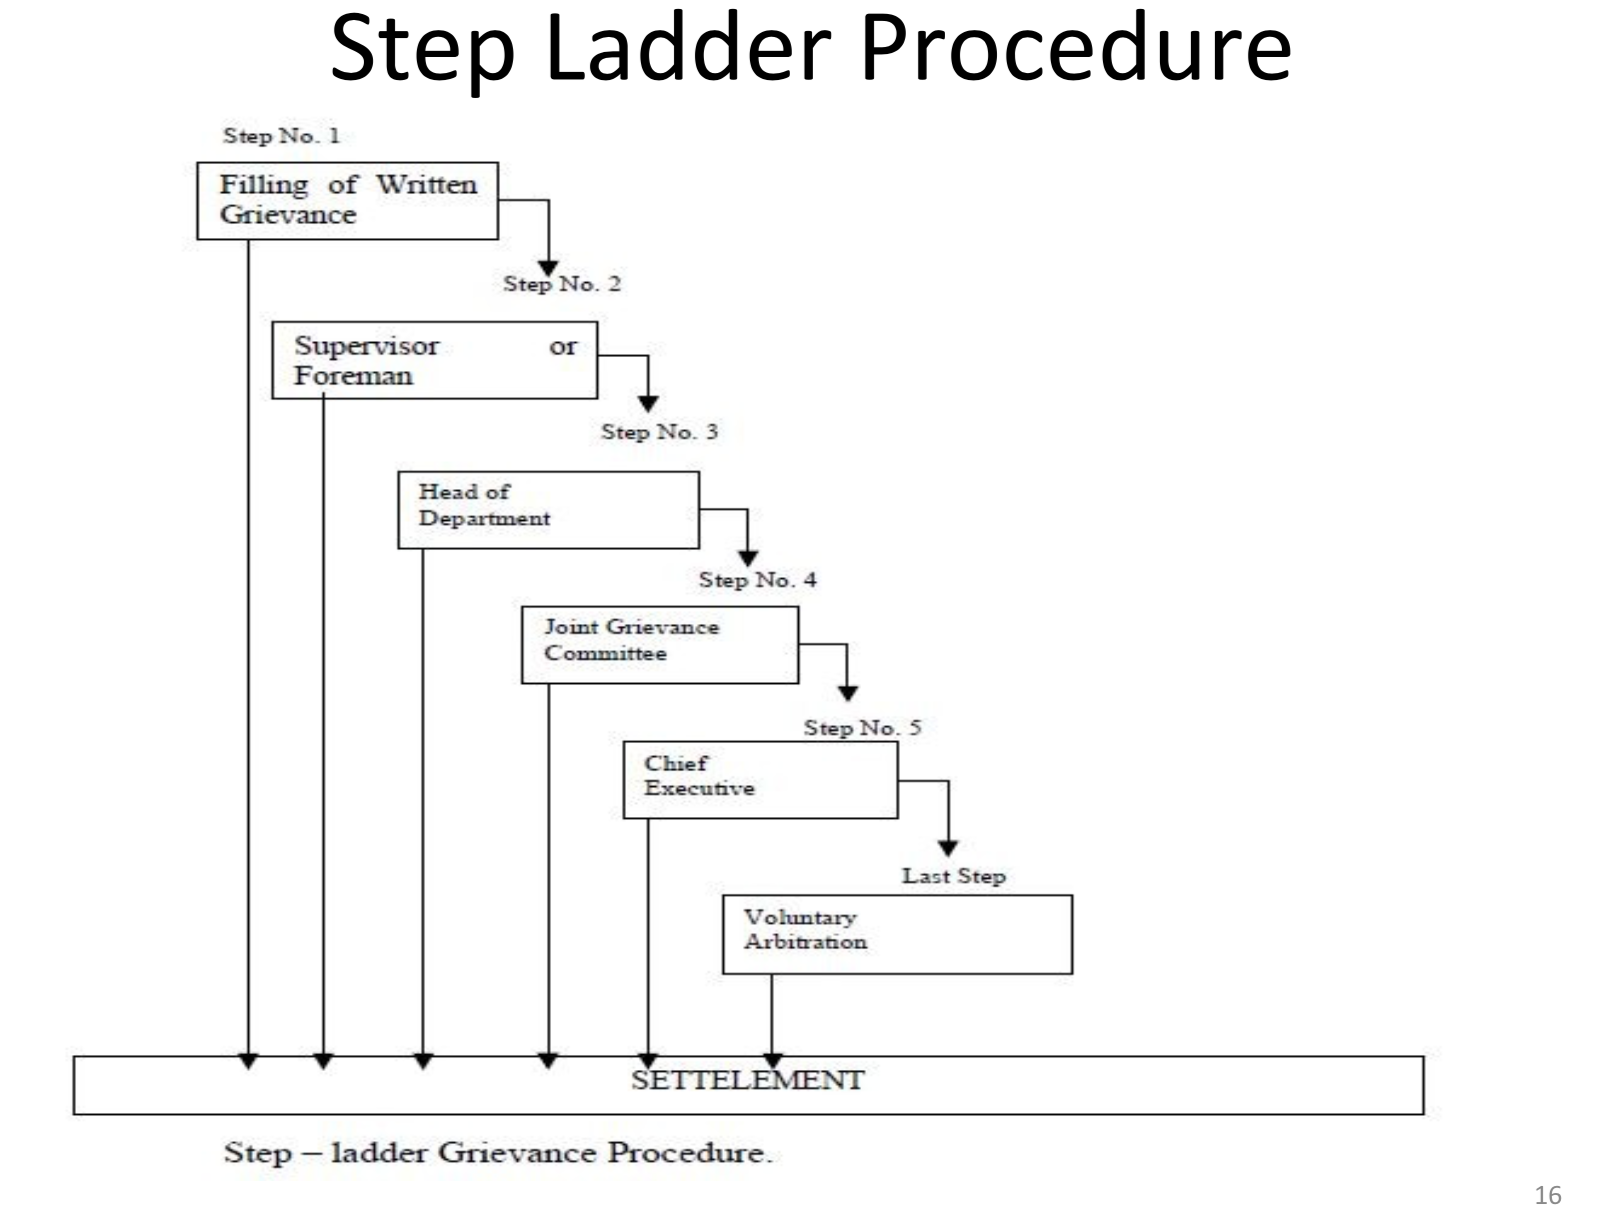 Step Ladder Procedure
Step No. 1
Filling of Written
Grievance
Step No. 2
Supervisor or
Foreman
Step No. 3
Head of
Department
Step No. 4
Joint Grievance
Committee
Step No. 5
Chief
Executive
Last Step
Voluntary
Arbitration
SETTELEMENT
Step – ladder Grievance Procedure.
16